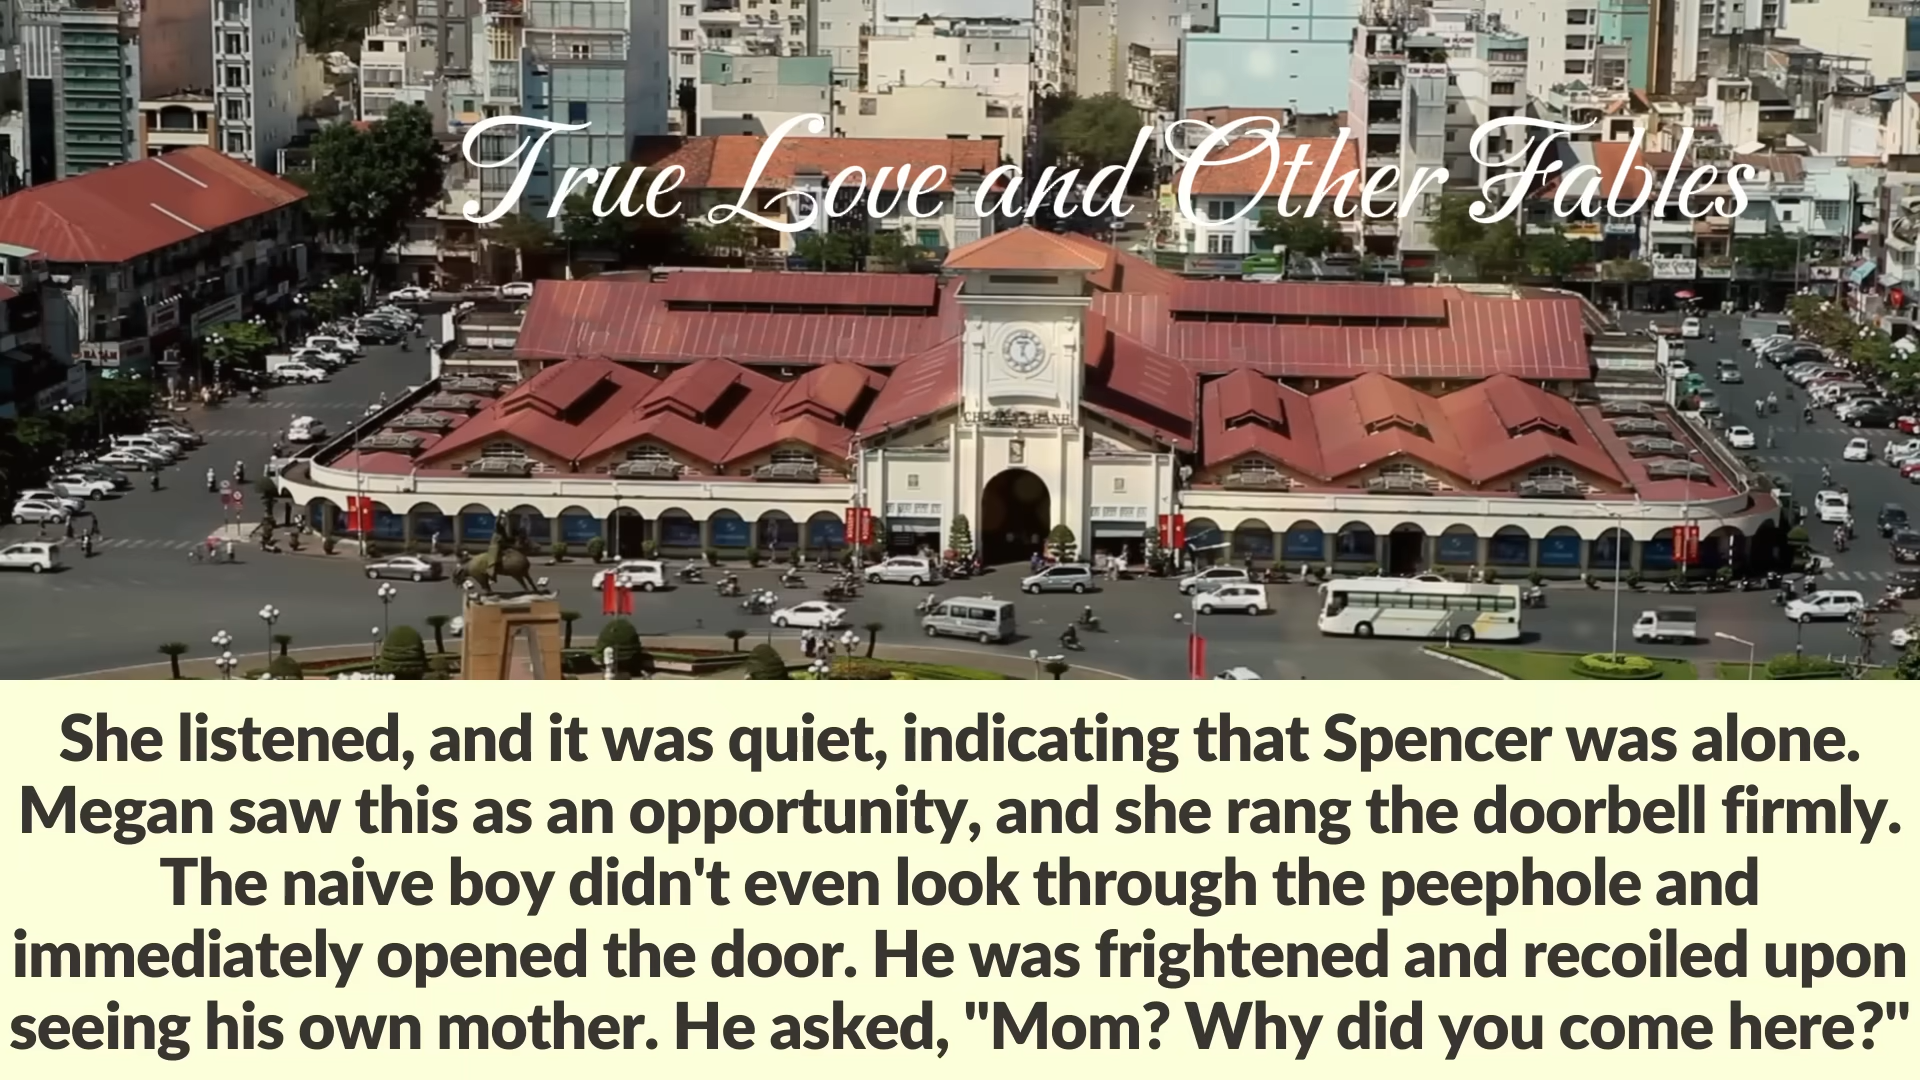 True Love and Other Fables
CHỢ BẾN THÀNH
She listened, and it was quiet, indicating that Spencer was alone.
Megan saw this as an opportunity, and she rang the doorbell firmly.
The naive boy didn't even look through the peephole and
immediately opened the door. He was frightened and recoiled upon
seeing his own mother. He asked, "Mom? Why did you come here?"